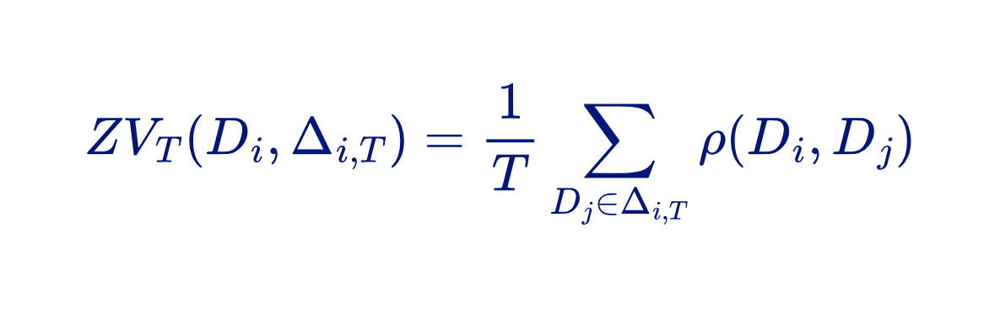 ZV_T(D_i, Δ_{i,T}) = \frac{1}{T} \sum_{D_j ∈ Δ_{i,T}} ρ(D_i, D_j)